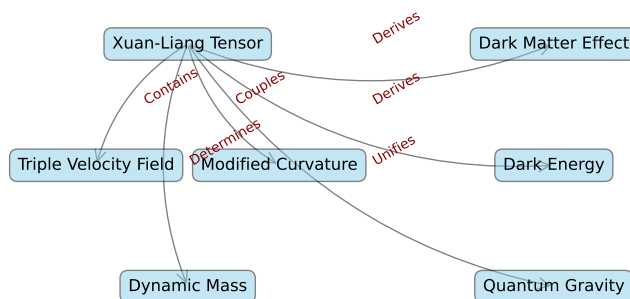 Derives
Xuan-Liang Tensor
Dark Matter Effect
Contains
Couples
Derives
Determines
Unifies
Triple Velocity Field
Modified Curvature
Dark Energy
Dynamic Mass
Quantum Gravity